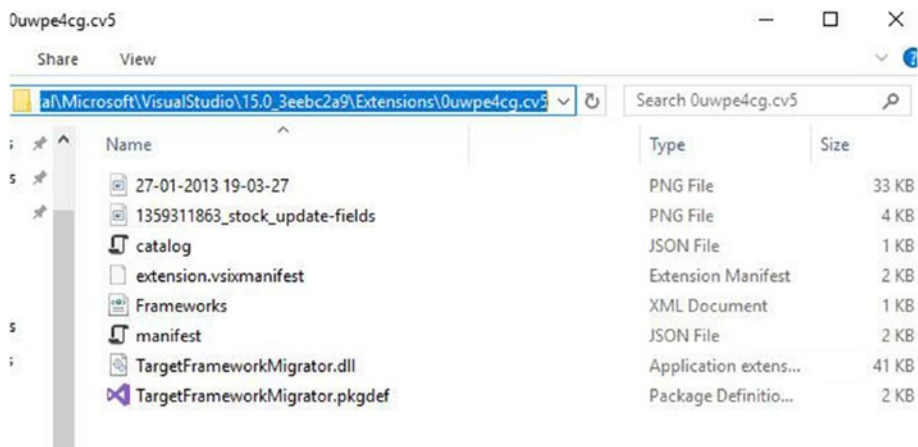 0uwpe4cg.cv5
Share View
al\Microsoft\VisualStudio\15.0_3eebc2a9\Extensions\0uwpe4cg.cv5 Search 0uwpe4cg.cv5
Name Type Size
27-01-2013 19-03-27 PNG File 33 KB
1359311863_stock_update-fields PNG File 4 KB
catalog JSON File 1 KB
extension.vsixmanifest Extension Manifest 2 KB
Frameworks XML Document 1 KB
manifest JSON File 2 KB
TargetFrameworkMigrator.dll Application extens... 41 KB
TargetFrameworkMigrator.pkgdef Package Definitio... 2 KB